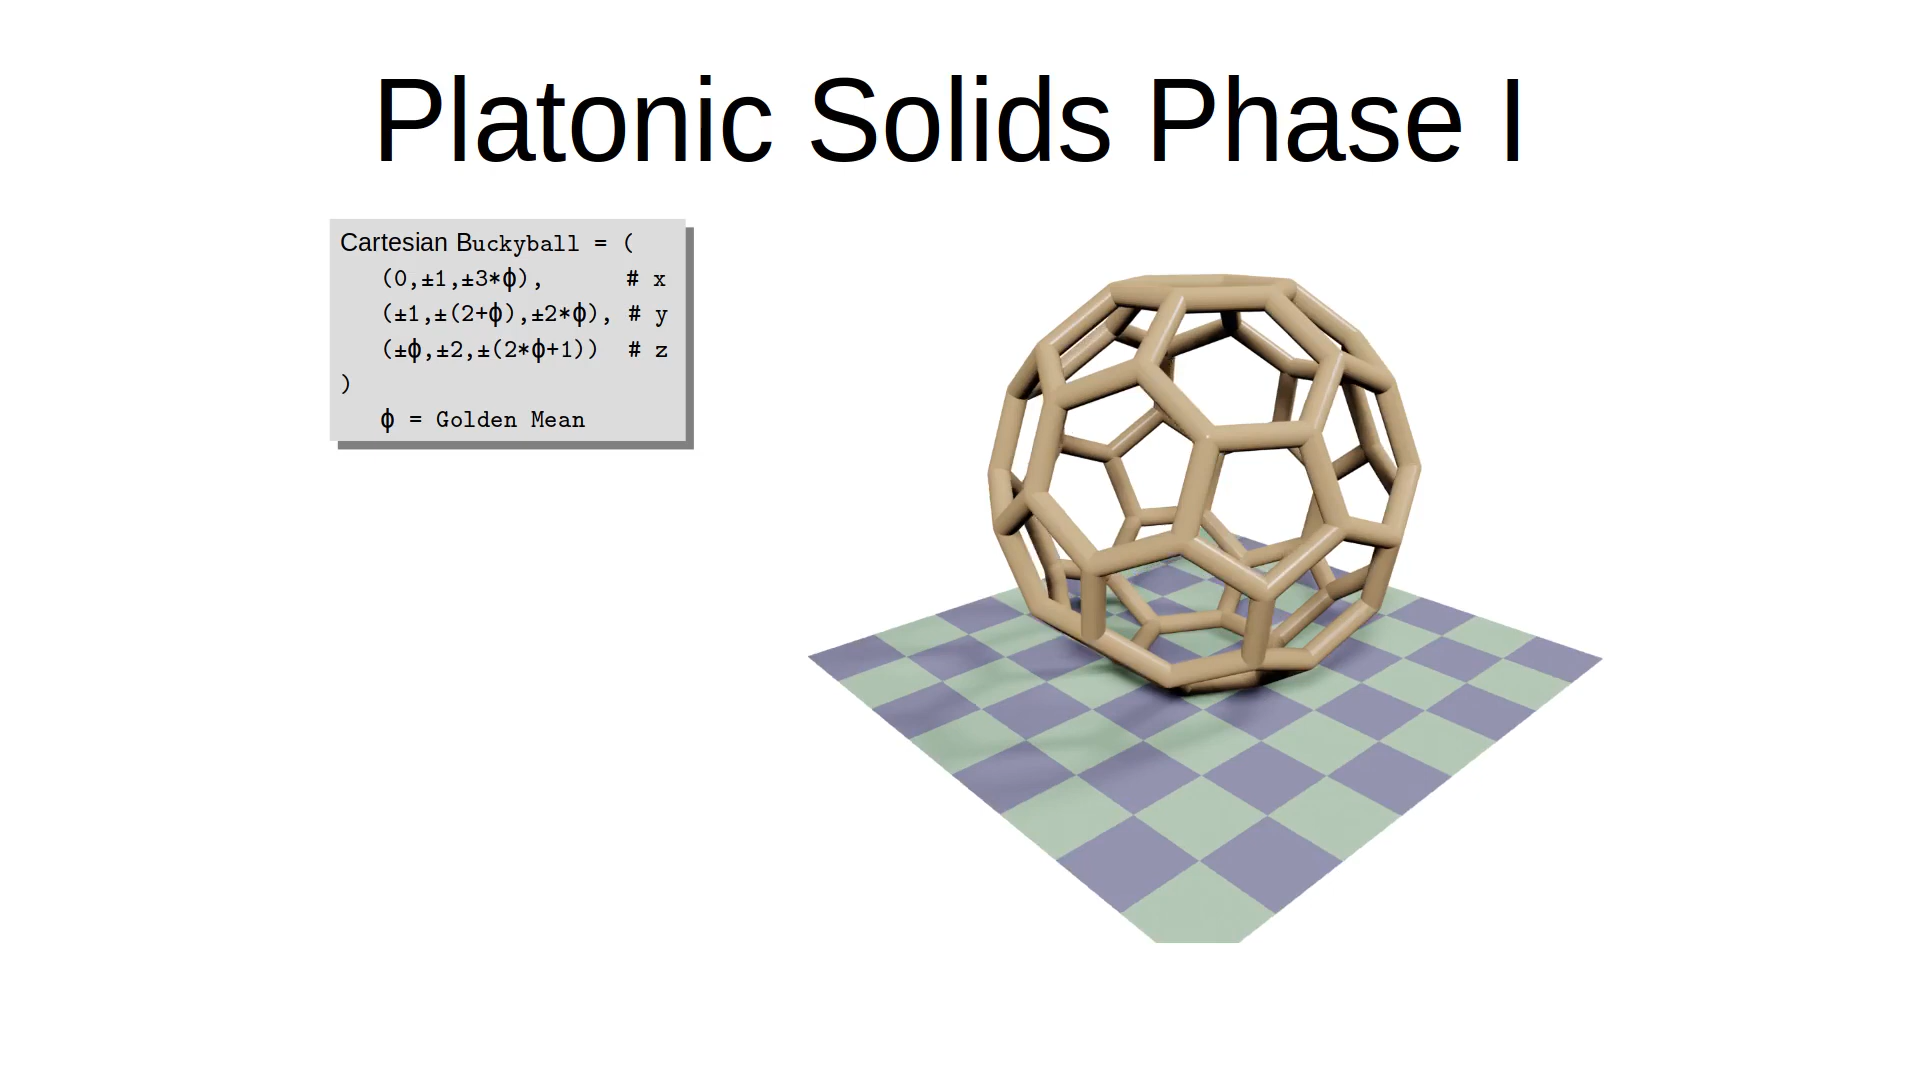 Platonic Solids Phase I
Cartesian Buckyball = (
(0,±1,±3*ϕ), # x
(±1,±(2+ϕ),±2*ϕ), # y
(±ϕ,±2,±(2*ϕ+1)) # z
)
ϕ = Golden Mean